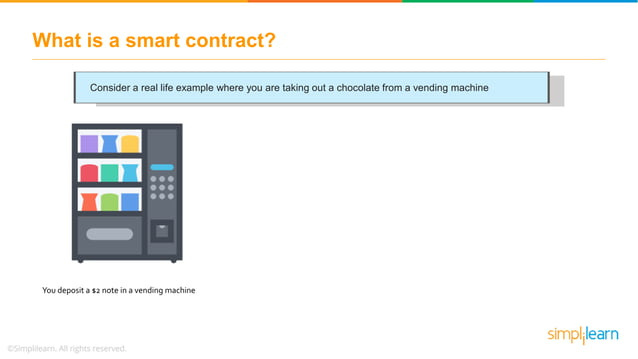 What is a smart contract?
Consider a real life example where you are taking out a chocolate from a vending machine
You deposit a $2 note in a vending machine
simplilearn
©Simplilearn. All rights reserved.